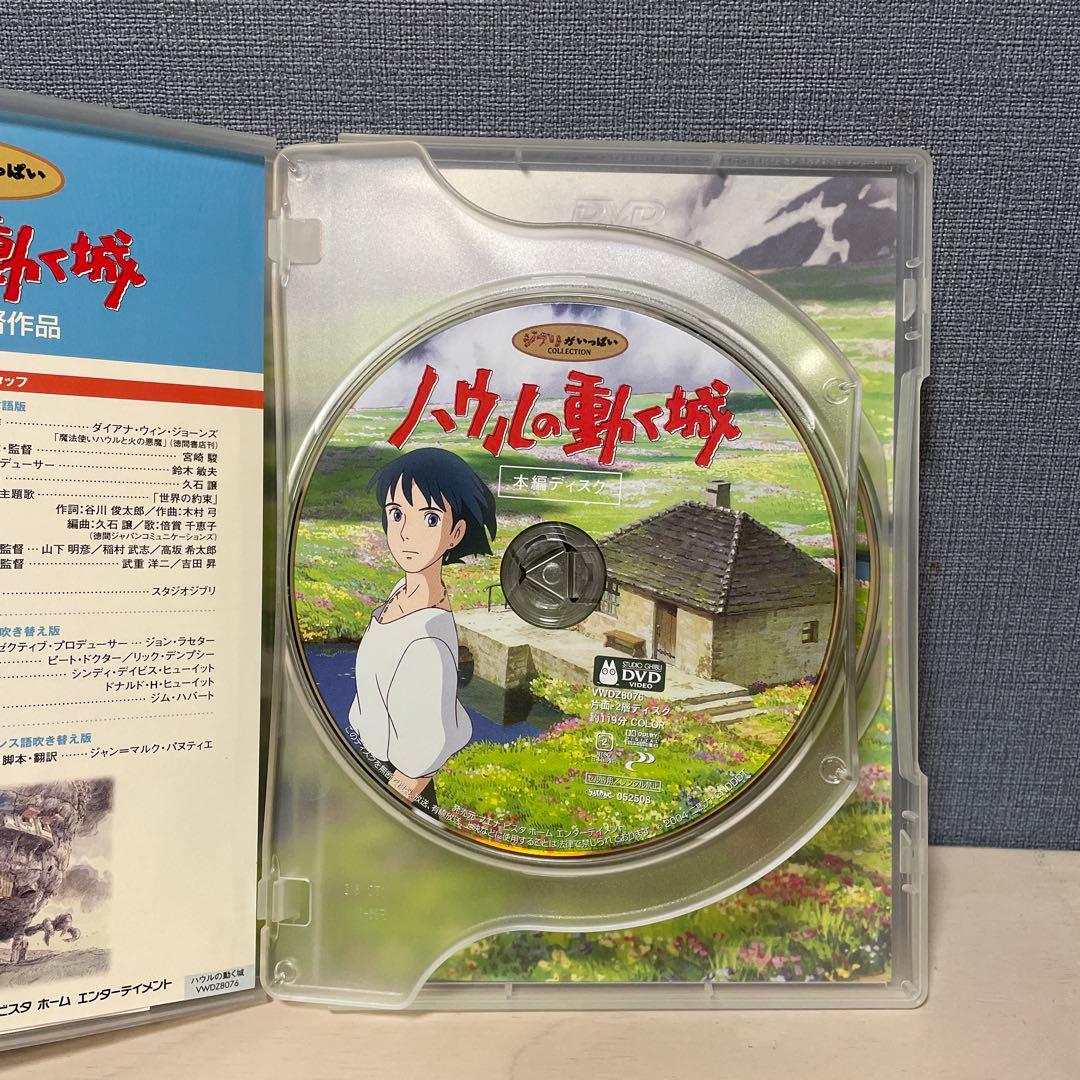 っぱい
動く城
督作品
タッフ
語版
ダイアナ・ウィン・ジョーンズ
「魔法使いハウルと火の悪魔」(徳間書店刊)
・監督 宮崎 駿
デューサー 鈴木 敏夫
久石 譲
主題歌 「世界の約束」
作詞:谷川 俊太郎/作曲:木村 弓
編曲:久石 譲/歌:倍賞 千恵子
(徳間ジャパンコミュニケーションズ)
監督 … 山下 明彦/稲村 武志/高坂 希太郎
監督 武重 洋二/吉田 昇
スタジオジブリ
吹き替え版
ゼクティブ・プロデューサー … ジョン・ラセター
ピート・ドクター/リック・デンプシー
シンディ・デイビス・ヒューイット
ドナルド・H・ヒューイット
ジム・ハバート
ンス語吹き替え版
脚本・翻訳 ……… ジャン=マルク・パヌティエ
ハウルの動く城
VWDZ8076
ビスタ ホーム エンターテイメント
DVD
ジブリがいっぱい
COLLECTION
ハウルの動く城
本編ディスク
STUDIO GHIBLI
DVD
VIDEO
VWDZ8076
片面・2層ディスク
約119分 COLOR
DOLBY
2
NTSC
セル専用/レンタル禁止
052508